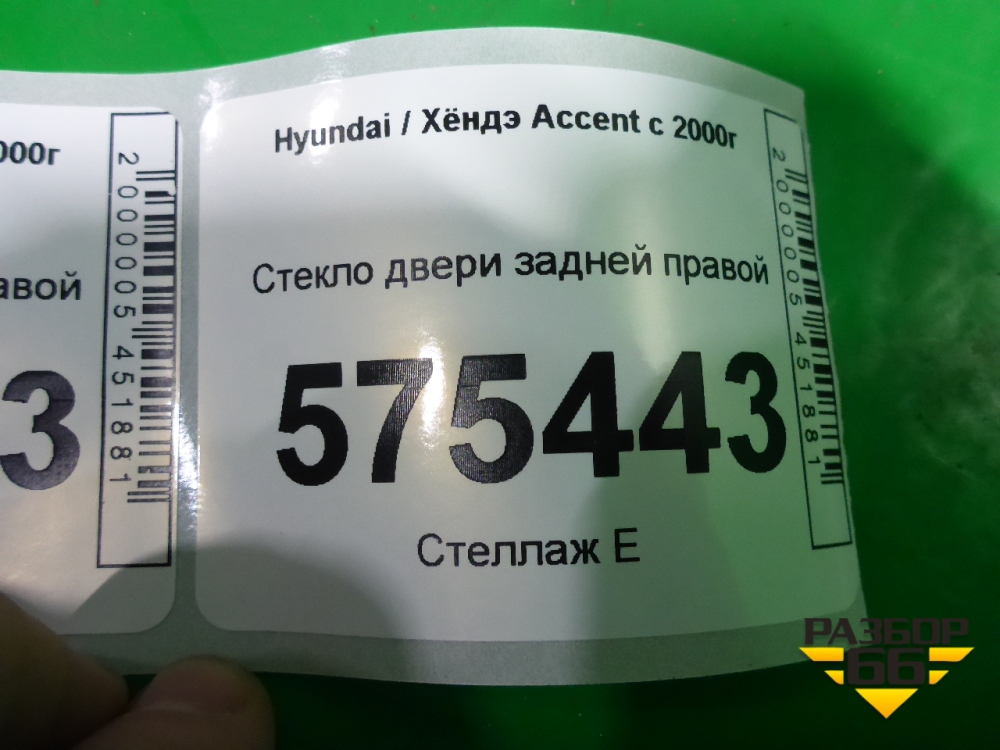 000г
авой
3
2000005451881
Hyundai / Хёндэ Accent с 2000г
Стекло двери задней правой
575443
Стеллаж Е
2000005451881
РАЗБОР
66